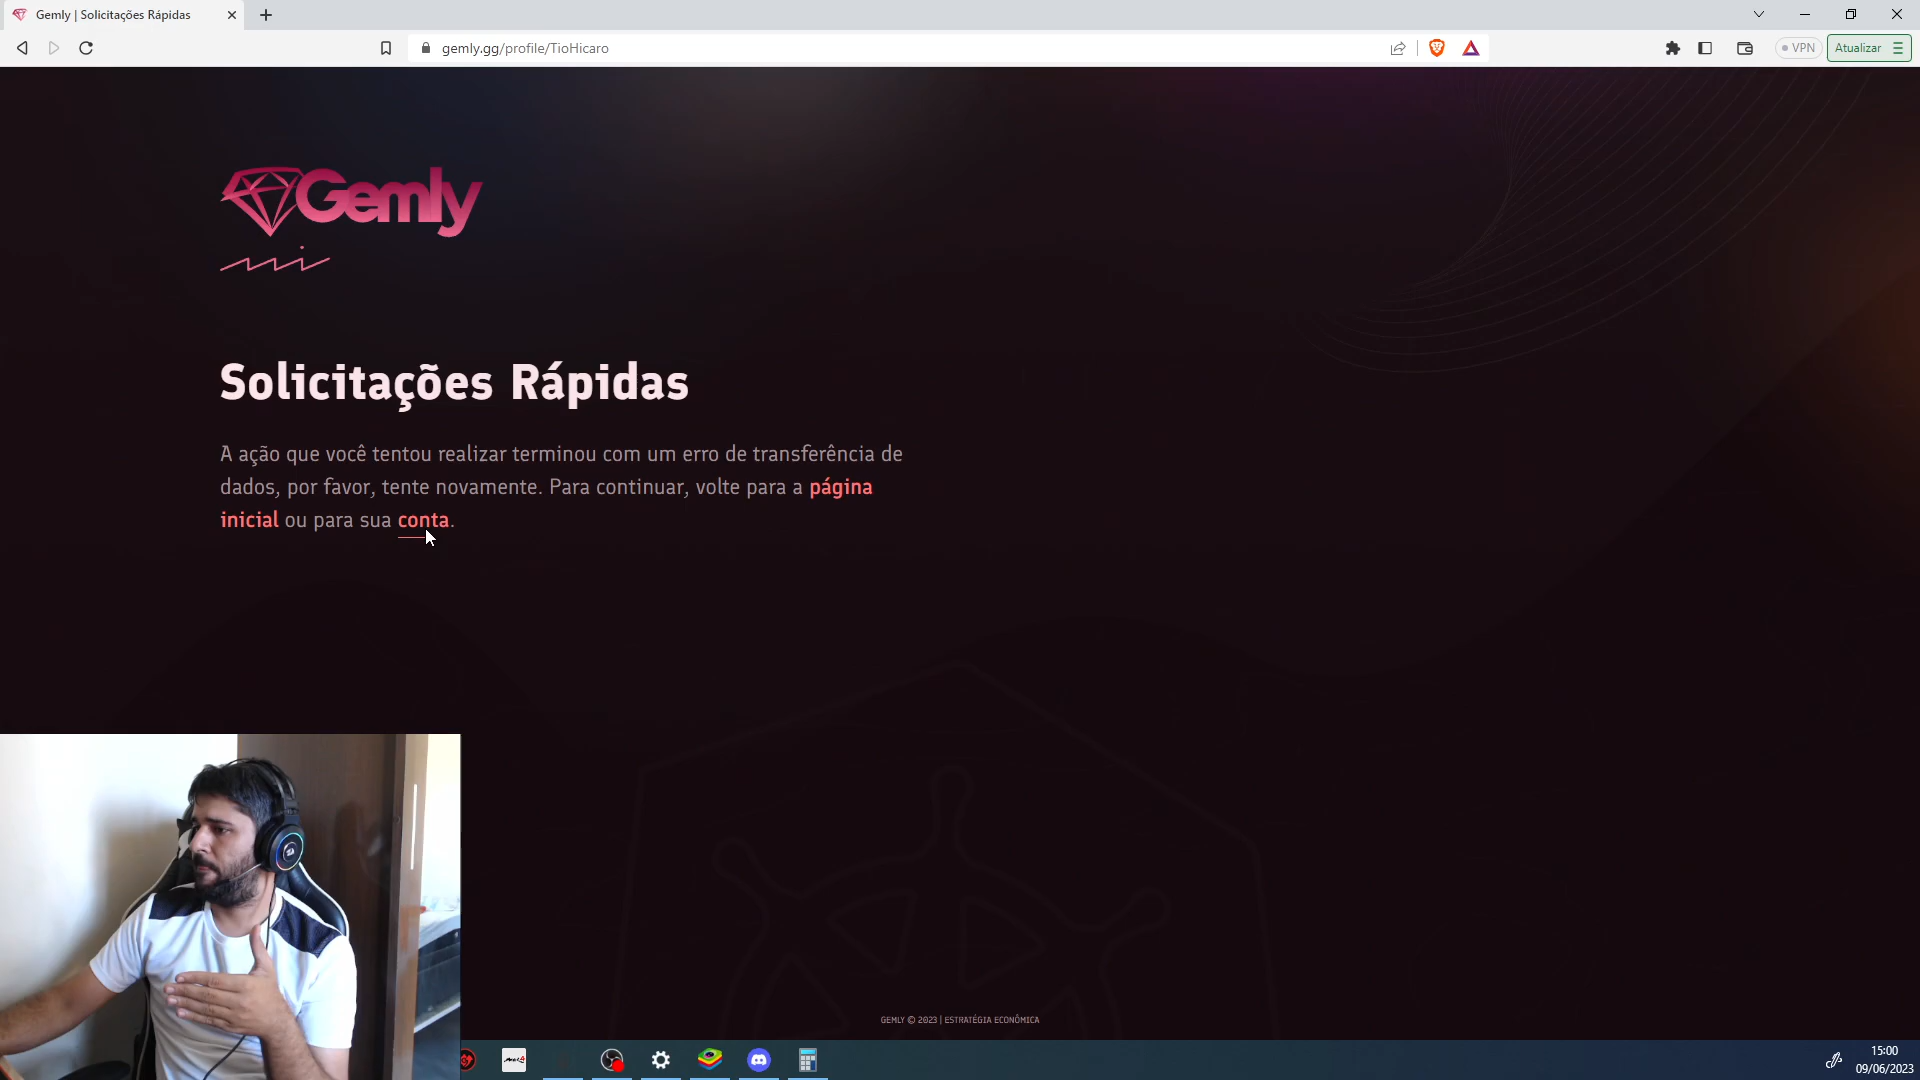 Gemly | Solicitações Rápidas
gemly.gg/profile/TioHicaro
VPN
Atualizar
Gemly
Solicitações Rápidas
A ação que você tentou realizar terminou com um erro de transferência de
dados, por favor, tente novamente. Para continuar, volte para a página
inicial ou para sua conta.
GEMLY © 2023 | ESTRATÉGIA ECONÔMICA
15:00
09/06/2023